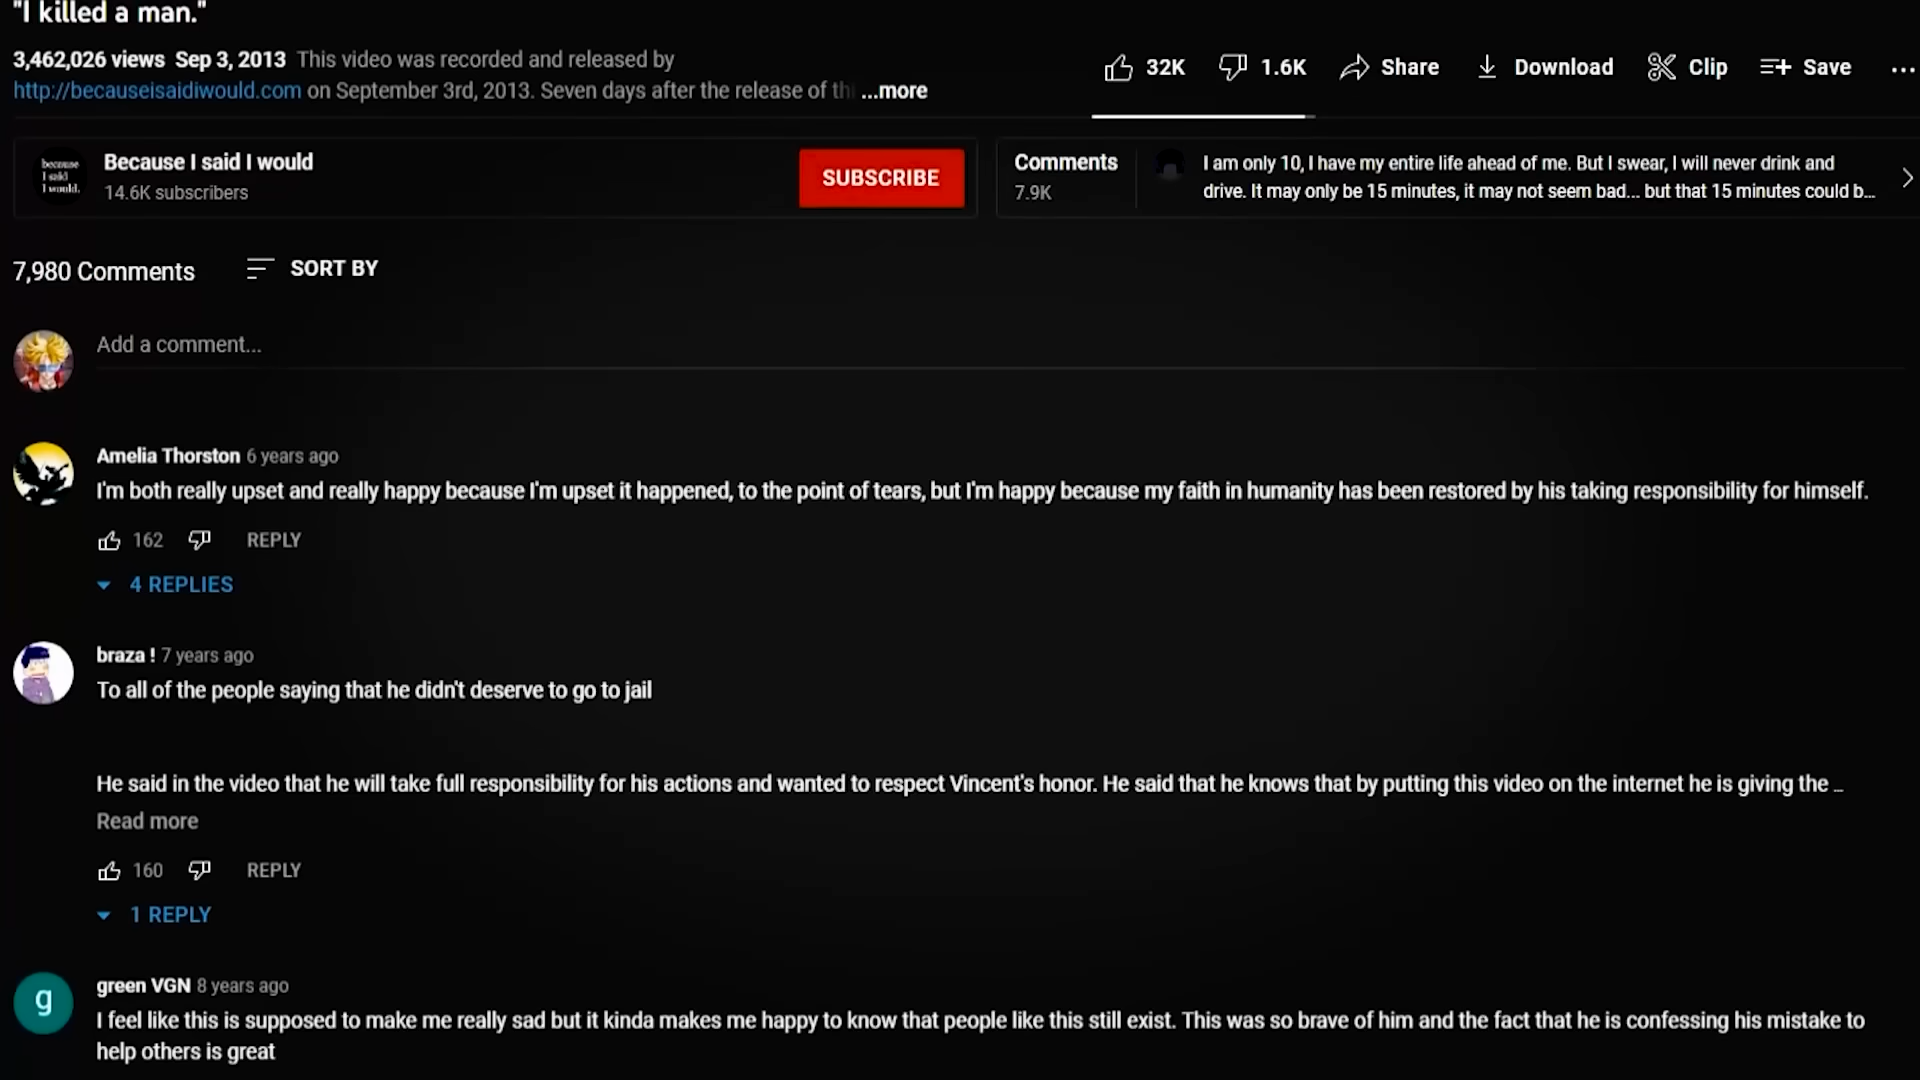 "I killed a man."
3,462,026 views Sep 3, 2013 This video was recorded and released by
http://becauseisaidiwould.com on September 3rd, 2013. Seven days after the release of ...more
32K 1.6K Share Download Clip Save
because
I said
I would.
Because I said I would
14.6K subscribers
SUBSCRIBE
Comments
7.9K
I am only 10, I have my entire life ahead of me. But I swear, I will never drink and
drive. It may only be 15 minutes, it may not seem bad... but that 15 minutes could b...
7,980 Comments SORT BY
Add a comment...
Amelia Thorston 6 years ago
I'm both really upset and really happy because I'm upset it happened, to the point of tears, but I'm happy because my faith in humanity has been restored by his taking responsibility for himself.
162 REPLY
4 REPLIES
braza ! 7 years ago
To all of the people saying that he didn't deserve to go to jail
He said in the video that he will take full responsibility for his actions and wanted to respect Vincent's honor. He said that he knows that by putting this video on the internet he is giving the ...
Read more
160 REPLY
1 REPLY
g
green VGN 8 years ago
I feel like this is supposed to make me really sad but it kinda makes me happy to know that people like this still exist. This was so brave of him and the fact that he is confessing his mistake to
help others is great